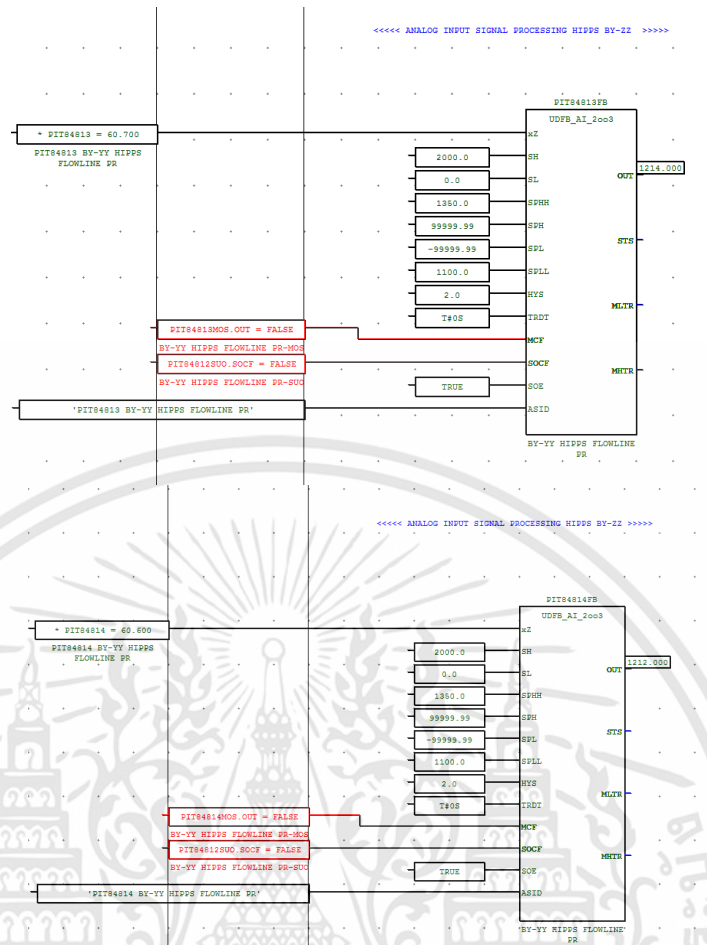 <<<<< ANALOG INPUT SIGNAL PROCESSING HIPPS BY-ZZ >>>>>
PIT84813FB
UDFB_AI_2oo3
* PIT84813 = 60.700
xZ
PIT84813 BY-YY HIPPS
FLOWLINE PR
2000.0
SH
OUT
1214.000
0.0
SL
1350.0
SPHH
99999.99
SPH
STS
-99999.99
SPL
1100.0
SPLL
2.0
HYS
MLTR
T#0S
TRDT
PIT84813MOS.OUT = FALSE
MCF
BY-YY HIPPS FLOWLINE PR-MOS
PIT84812SUO.SOCF = FALSE
SOCF
MHTR
BY-YY HIPPS FLOWLINE PR-SUO
TRUE
SOE
'PIT84813 BY-YY HIPPS FLOWLINE PR'
ASID
BY-YY HIPPS FLOWLINE
PR
<<<<< ANALOG INPUT SIGNAL PROCESSING HIPPS BY-ZZ >>>>>
PIT84814FB
UDFB_AI_2oo3
* PIT84814 = 60.600
xZ
PIT84814 BY-YY HIPPS
FLOWLINE PR
2000.0
SH
OUT
1212.000
0.0
SL
1350.0
SPHH
99999.99
SPH
STS
-99999.99
SPL
1100.0
SPLL
2.0
HYS
MLTR
T#0S
TRDT
PIT84814MOS.OUT = FALSE
MCF
BY-YY HIPPS FLOWLINE PR-MOS
PIT84812SUO.SOCF = FALSE
SOCF
MHTR
BY-YY HIPPS FLOWLINE PR-SUO
TRUE
SOE
'PIT84814 BY-YY HIPPS FLOWLINE PR'
ASID
'BY-YY HIPPS FLOWLINE'
PR